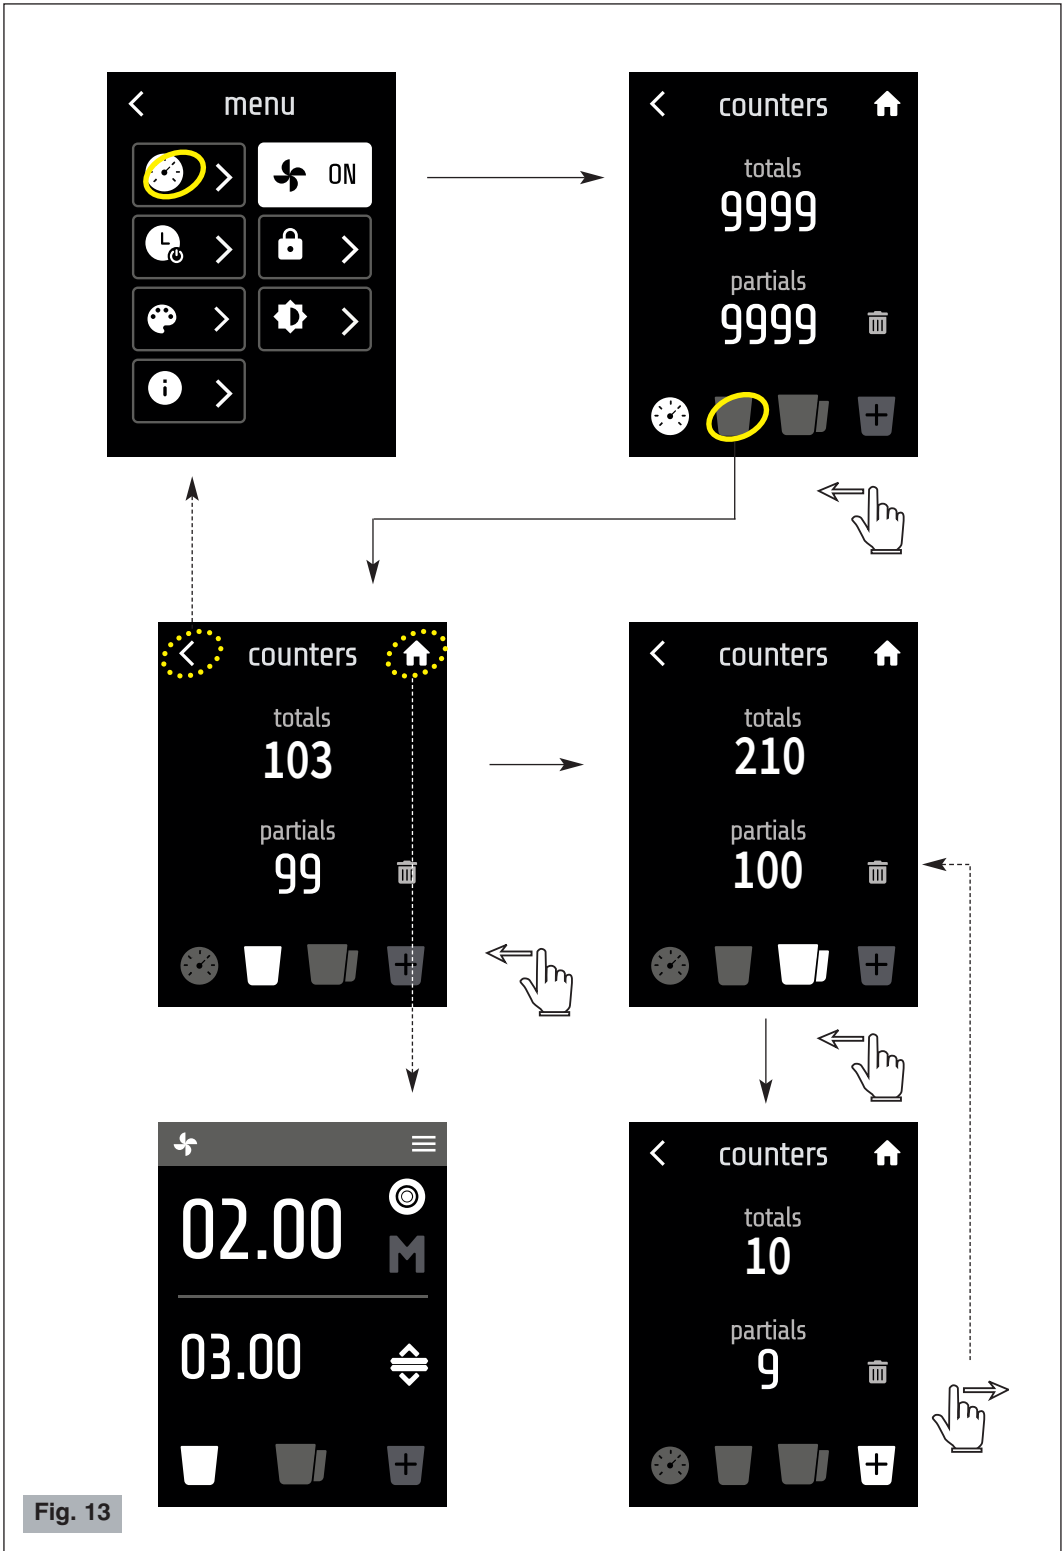 menu
ON
counters
totals
9999
partials
9999
counters
totals
103
partials
99
counters
totals
210
partials
100
02.00
M
03.00
counters
totals
10
partials
9
Fig. 13